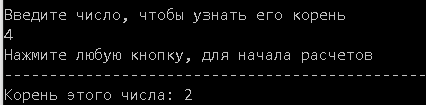 Введите число, чтобы узнать его корень
4
Нажмите любую кнопку, для начала расчетов
-----------------------------------------------
Корень этого числа: 2